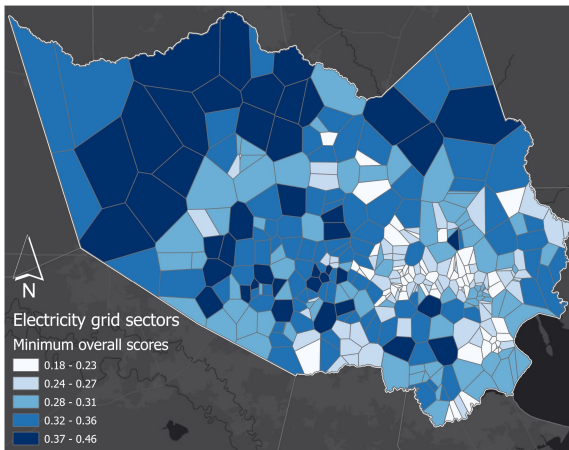 N
Electricity grid sectors
Minimum overall scores
0.18 - 0.23
0.24 - 0.27
0.28 - 0.31
0.32 - 0.36
0.37 - 0.46